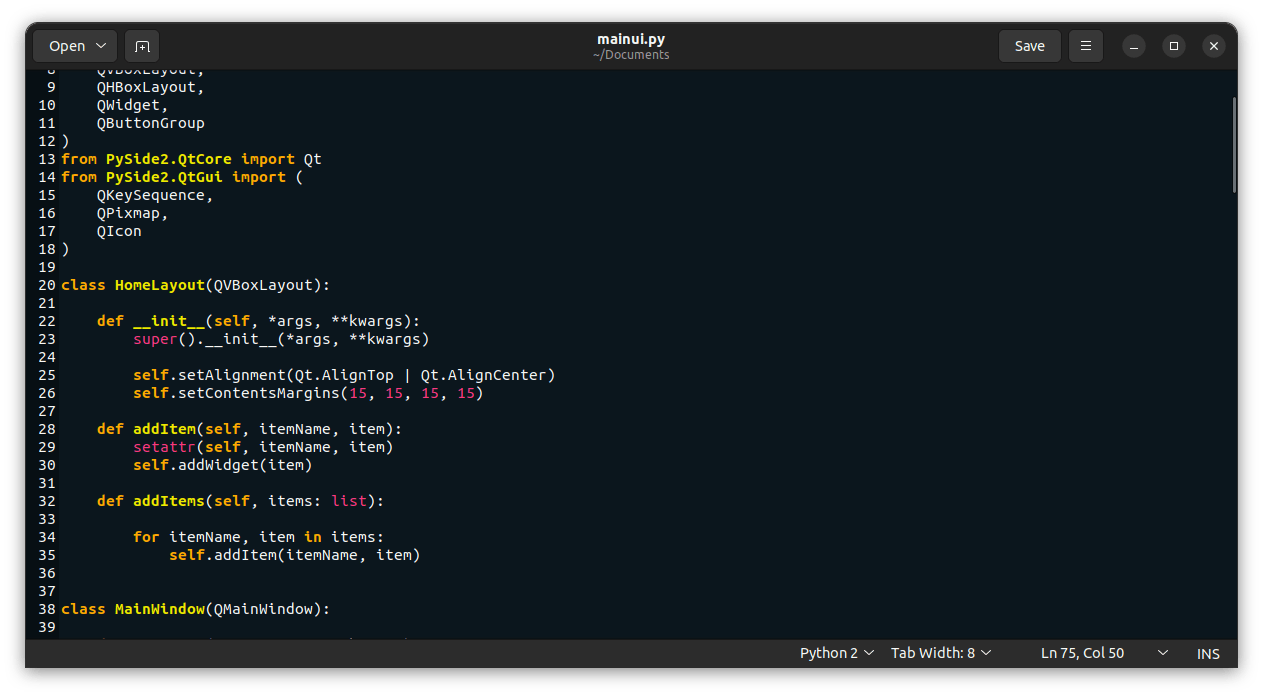 Open
mainui.py
~/Documents
Save
8     QVBoxLayout,
9     QHBoxLayout,
10     QWidget,
11     QButtonGroup
12 )
13 from PySide2.QtCore import Qt
14 from PySide2.QtGui import (
15     QKeySequence,
16     QPixmap,
17     QIcon
18 )
19
20 class HomeLayout(QVBoxLayout):
21
22     def __init__(self, *args, **kwargs):
23         super().__init__(*args, **kwargs)
24
25         self.setAlignment(Qt.AlignTop | Qt.AlignCenter)
26         self.setContentsMargins(15, 15, 15, 15)
27
28     def addItem(self, itemName, item):
29         setattr(self, itemName, item)
30         self.addWidget(item)
31
32     def addItems(self, items: list):
33
34         for itemName, item in items:
35             self.addItem(itemName, item)
36
37
38 class MainWindow(QMainWindow):
39
Python 2 Tab Width: 8 Ln 75, Col 50 INS